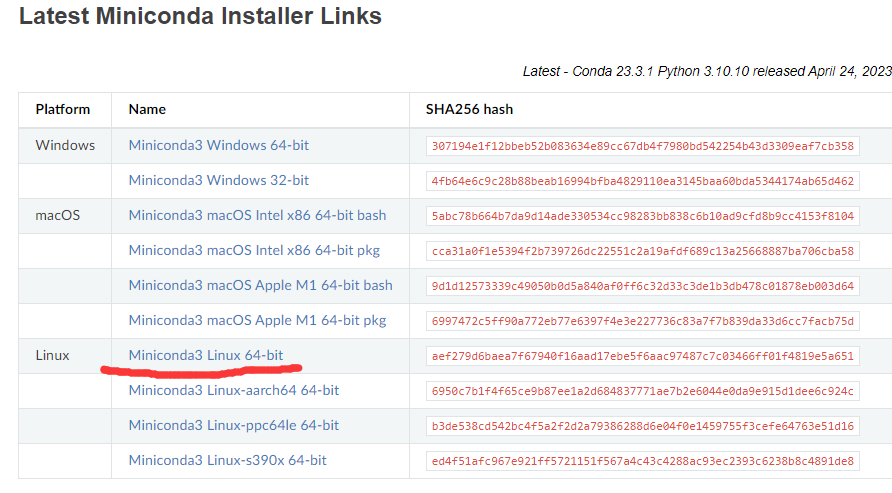 Latest Miniconda Installer Links
Latest - Conda 23.3.1 Python 3.10.10 released April 24, 2023
Platform Name SHA256 hash
Windows Miniconda3 Windows 64-bit 307194e1f12bbeb52b083634e89cc67db4f7980bd542254b43d3309eaf7cb358
Miniconda3 Windows 32-bit 4fb64e6c9c28b88beab16994bfba4829110ea3145baa60bda5344174ab65d462
macOS Miniconda3 macOS Intel x86 64-bit bash 5abc78b664b7da9d14ade330534cc98283bb838c6b10ad9cfd8b9cc4153f8104
Miniconda3 macOS Intel x86 64-bit pkg cca31a0f1e5394f2b739726dc22551c2a19afdf689c13a25668887ba706cba58
Miniconda3 macOS Apple M1 64-bit bash 9d1d12573339c49050b0d5a840af0ff6c32d33c3de1b3db478c01878eb003d64
Miniconda3 macOS Apple M1 64-bit pkg 6997472c5ff90a772eb77e6397f4e3e227736c83a7f7b839da33d6cc7facb75d
Linux Miniconda3 Linux 64-bit aef279d6baea7f67940f16aad17ebe5f6aac97487c7c03466ff01f4819e5a651
Miniconda3 Linux-aarch64 64-bit 6950c7b1f4f65ce9b87ee1a2d684837771ae7b2e6044e0da9e915d1dee6c924c
Miniconda3 Linux-ppc64le 64-bit b3de538cd542bc4f5a2f2d2a79386288d6e04f0e1459755f3cefe64763e51d16
Miniconda3 Linux-s390x 64-bit ed4f51afc967e921ff5721151f567a4c43c4288ac93ec2393c6238b8c4891de8